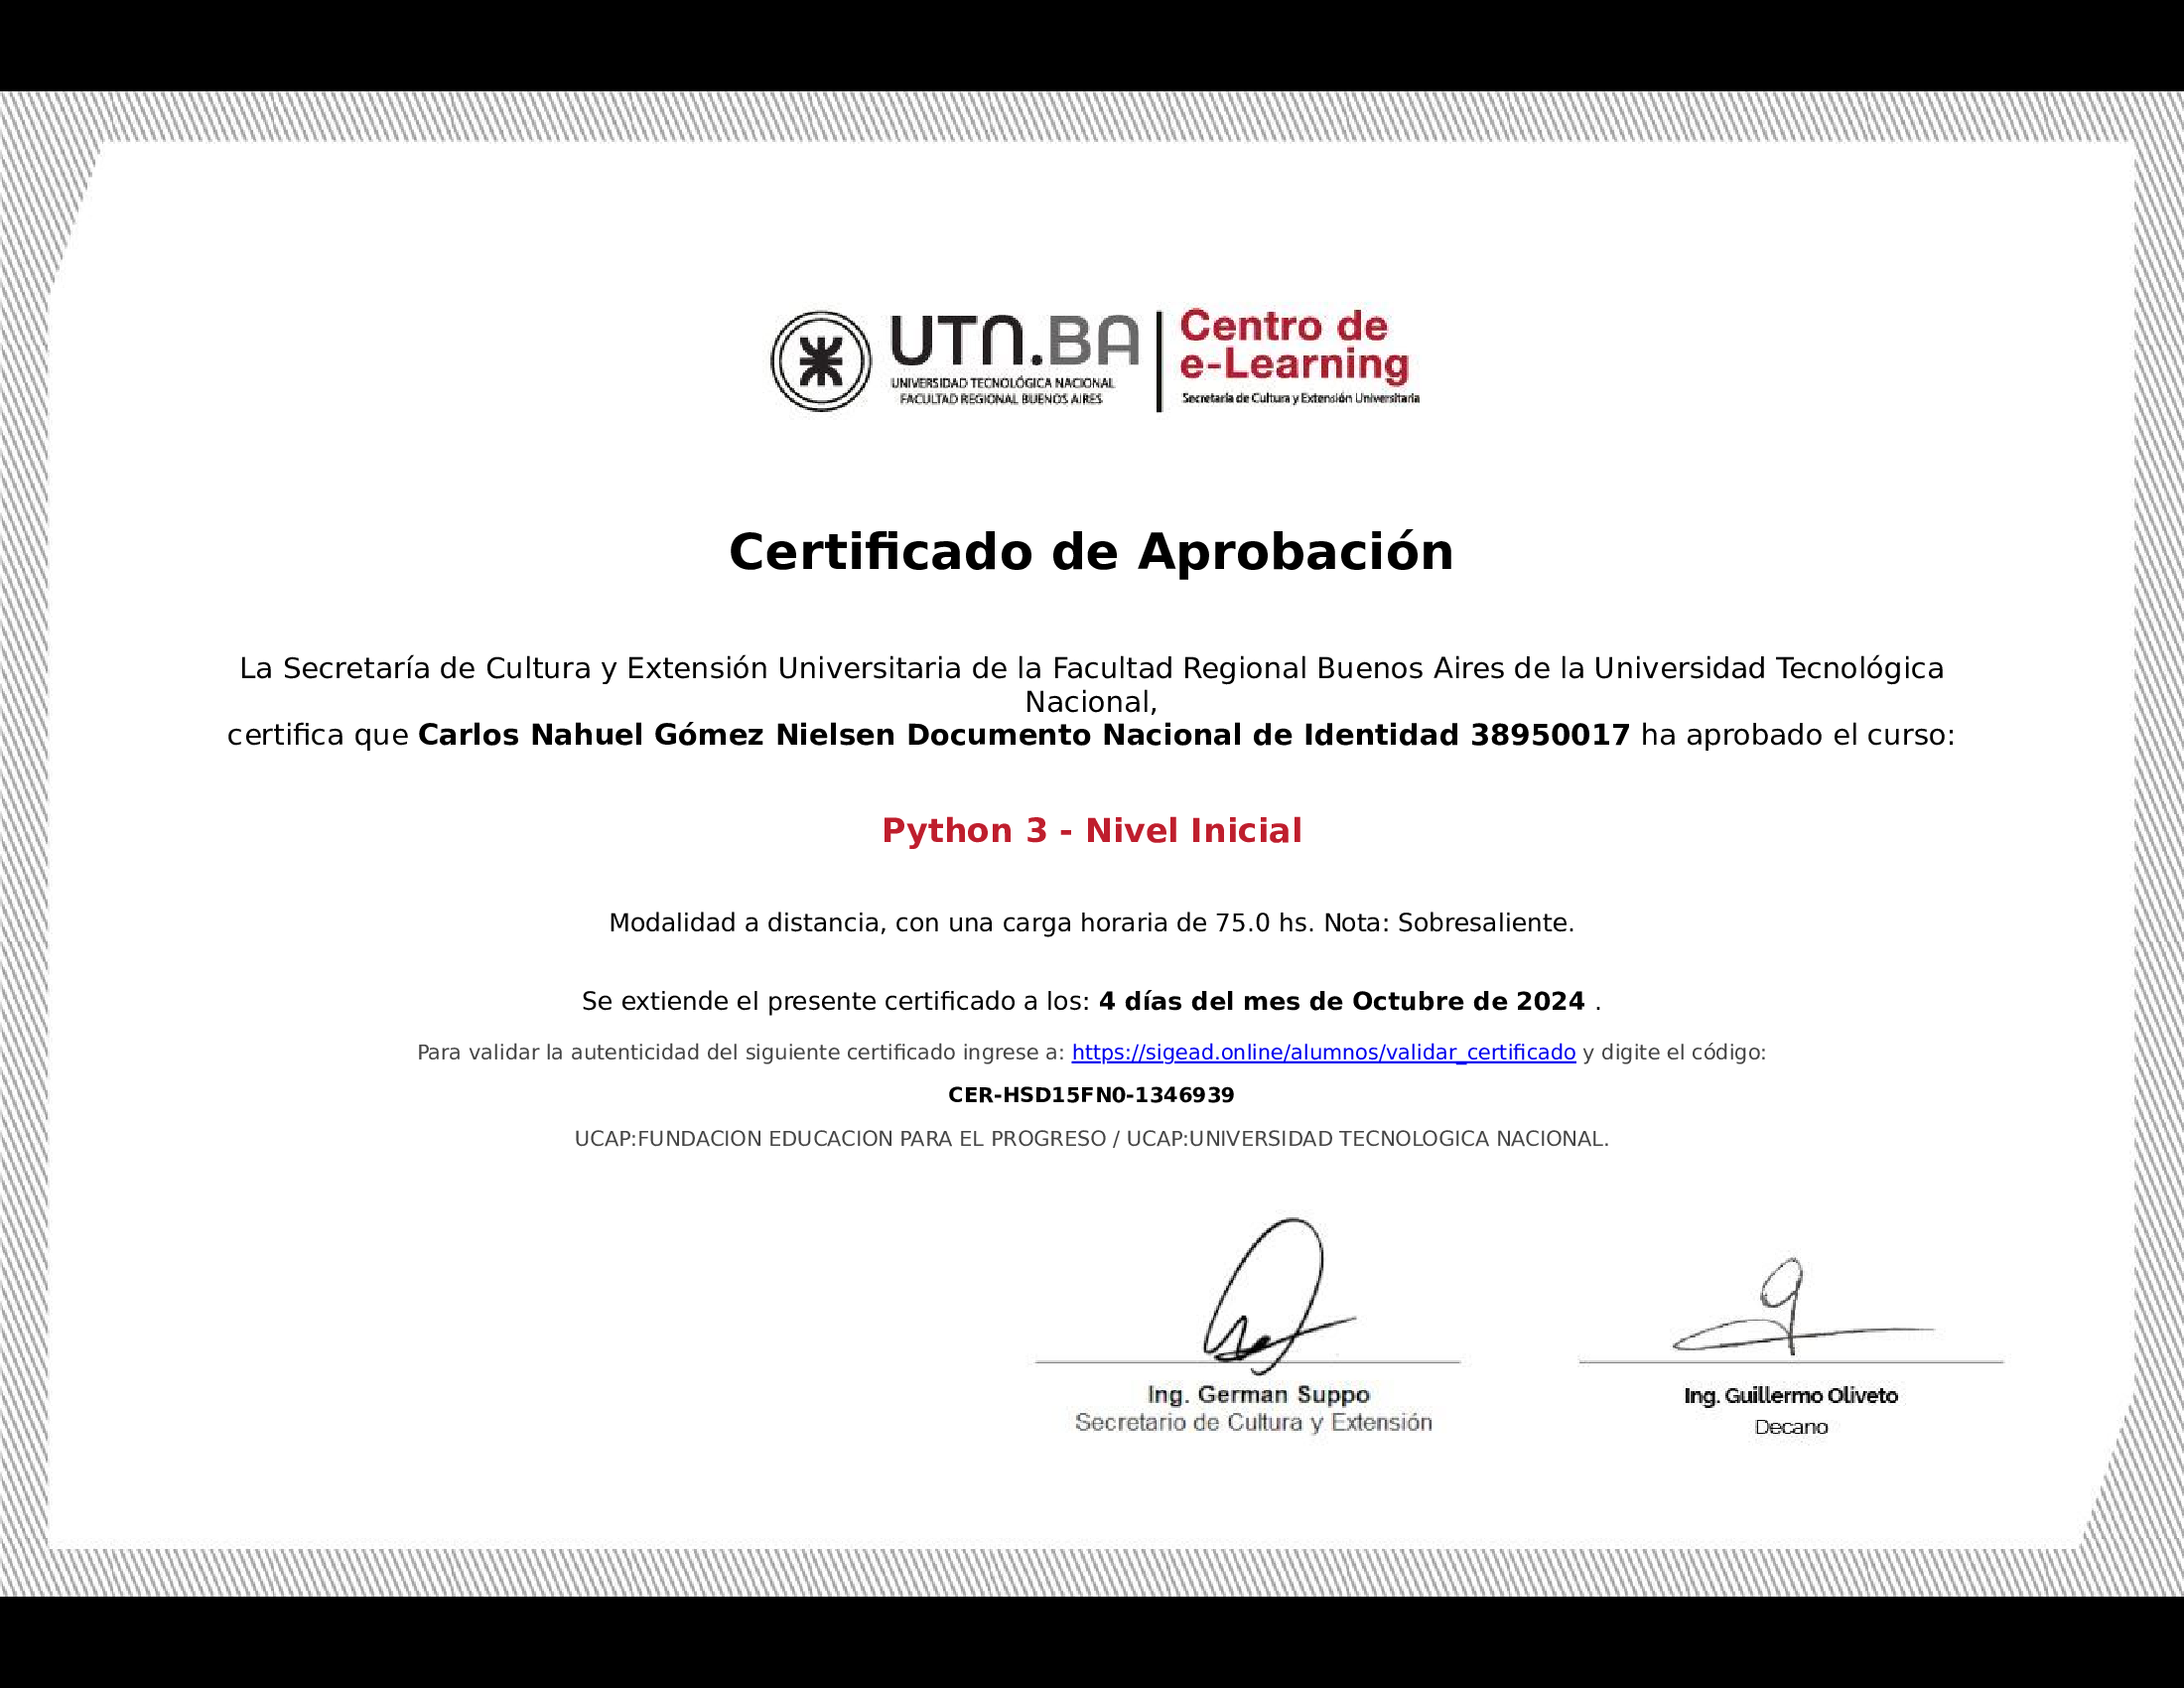 UTN.BA
UNIVERSIDAD TECNOLÓGICA NACIONAL
FACULTAD REGIONAL BUENOS AIRES
Centro de
e-Learning
Secretaría de Cultura y Extensión Universitaria
Certificado de Aprobación
La Secretaría de Cultura y Extensión Universitaria de la Facultad Regional Buenos Aires de la Universidad Tecnológica
Nacional,
certifica que Carlos Nahuel Gómez Nielsen Documento Nacional de Identidad 38950017 ha aprobado el curso:
Python 3 - Nivel Inicial
Modalidad a distancia, con una carga horaria de 75.0 hs. Nota: Sobresaliente.
Se extiende el presente certificado a los: 4 días del mes de Octubre de 2024 .
Para validar la autenticidad del siguiente certificado ingrese a: https://sigead.online/alumnos/validar_certificado y digite el código:
CER-HSD15FN0-1346939
UCAP:FUNDACION EDUCACION PARA EL PROGRESO / UCAP:UNIVERSIDAD TECNOLOGICA NACIONAL.
Ing. German Suppo
Secretario de Cultura y Extensión
Ing. Guillermo Oliveto
Decano